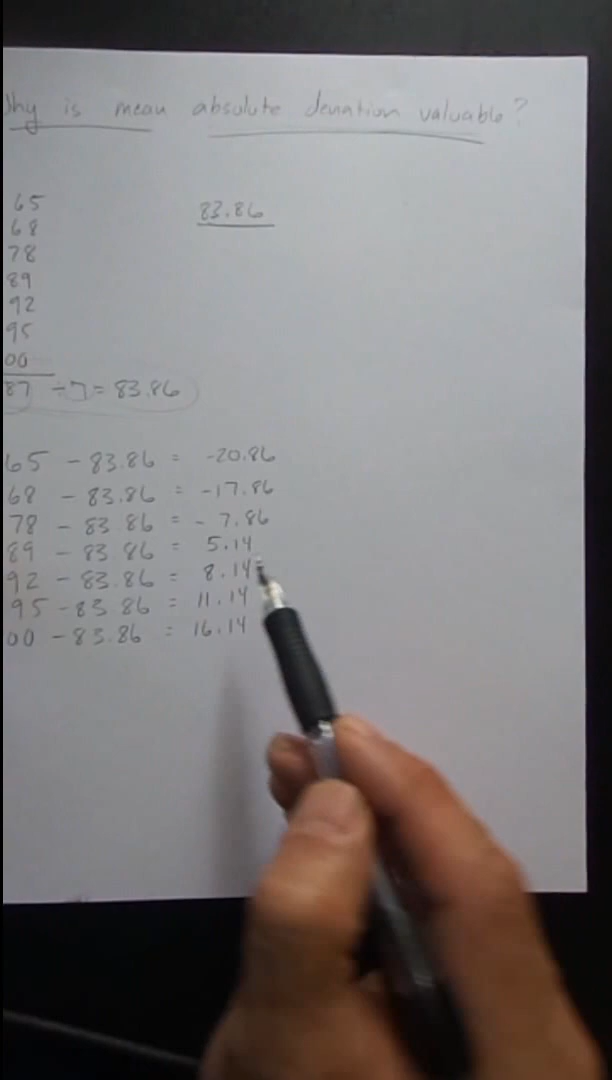 hy is mean absolute deviation valuable?
65
83.86
68
78
89
92
95
00
87 ÷ 7 = 83.86
65 - 83.86 = -20.86
68 - 83.86 = -17.86
78 - 83.86 = - 7.86
89 - 83.86 = 5.14
92 - 83.86 = 8.14
95 - 83.86 = 11.14
00 - 83.86 = 16.14